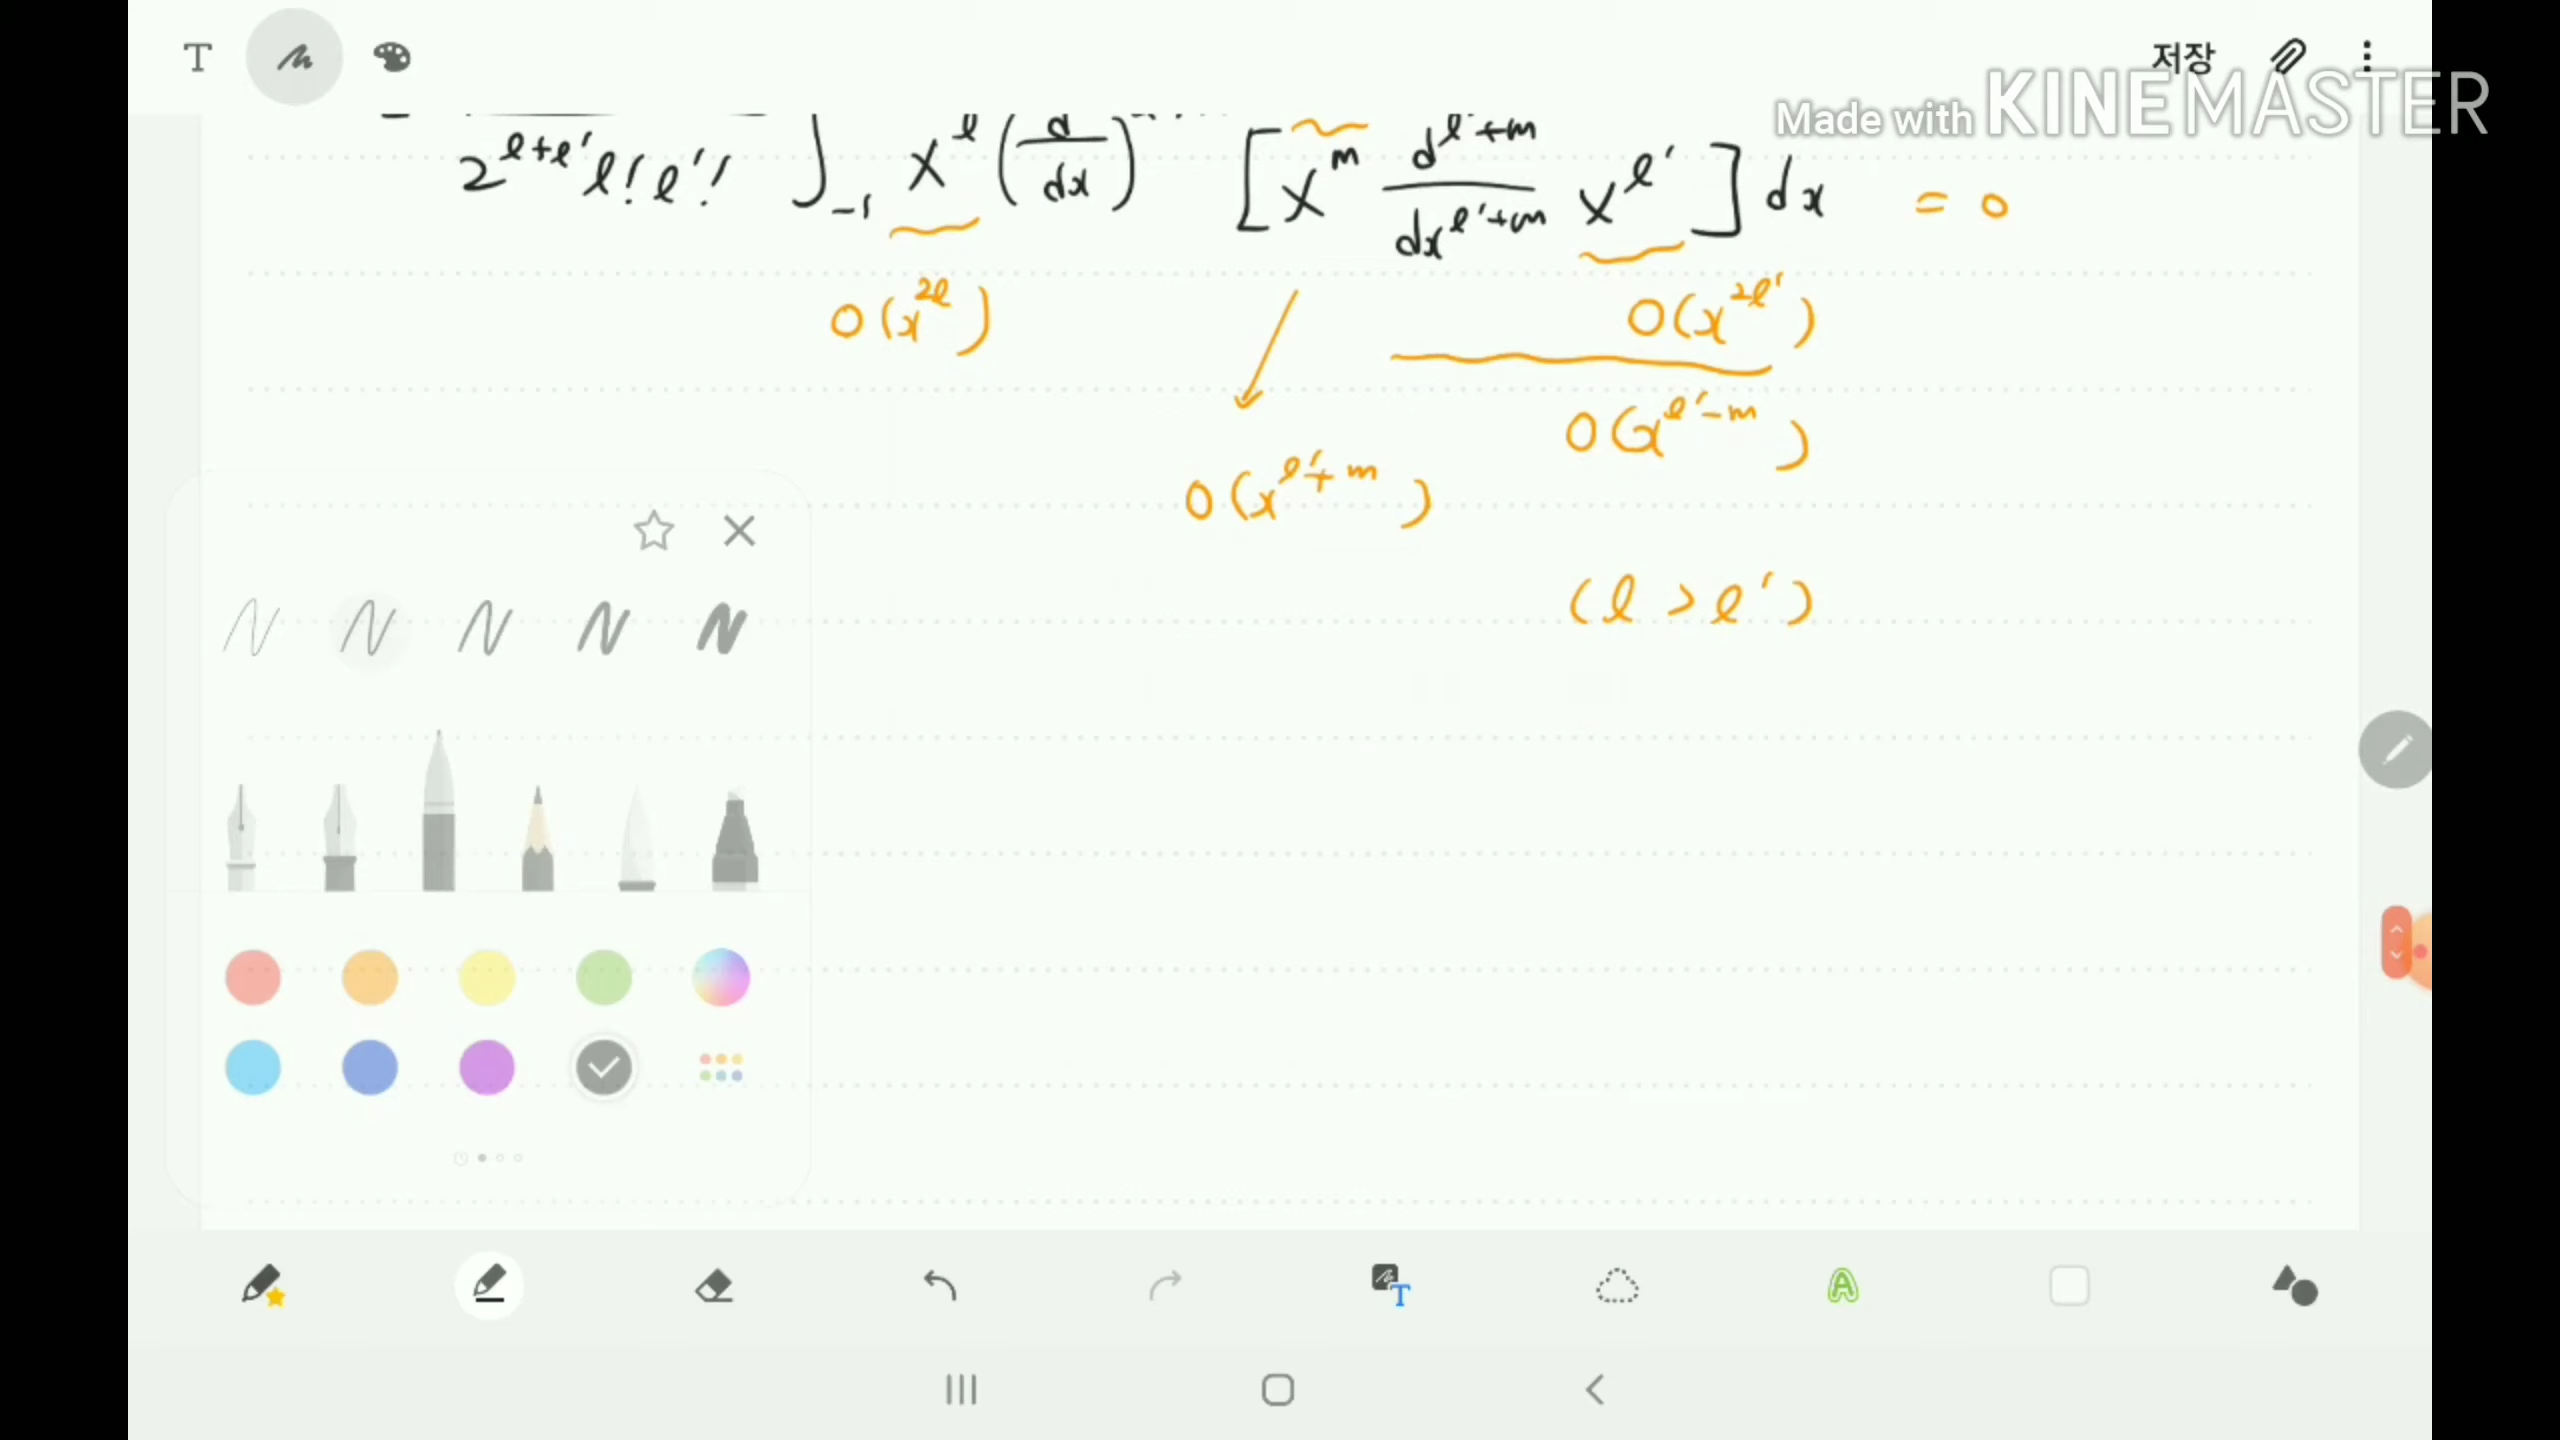 T 저장
Made with KINEMASTER
2^{l+l'} l! l'! ∫_{-1} X^l (d/dx) [X^m d^{l'+m}/dx^{l'+m} X^{l'}] dx = 0
O(x^{2l}) O(x^{2l'})
O(x^{l'-m})
O(x^{l'+m})
(l > l')
T A